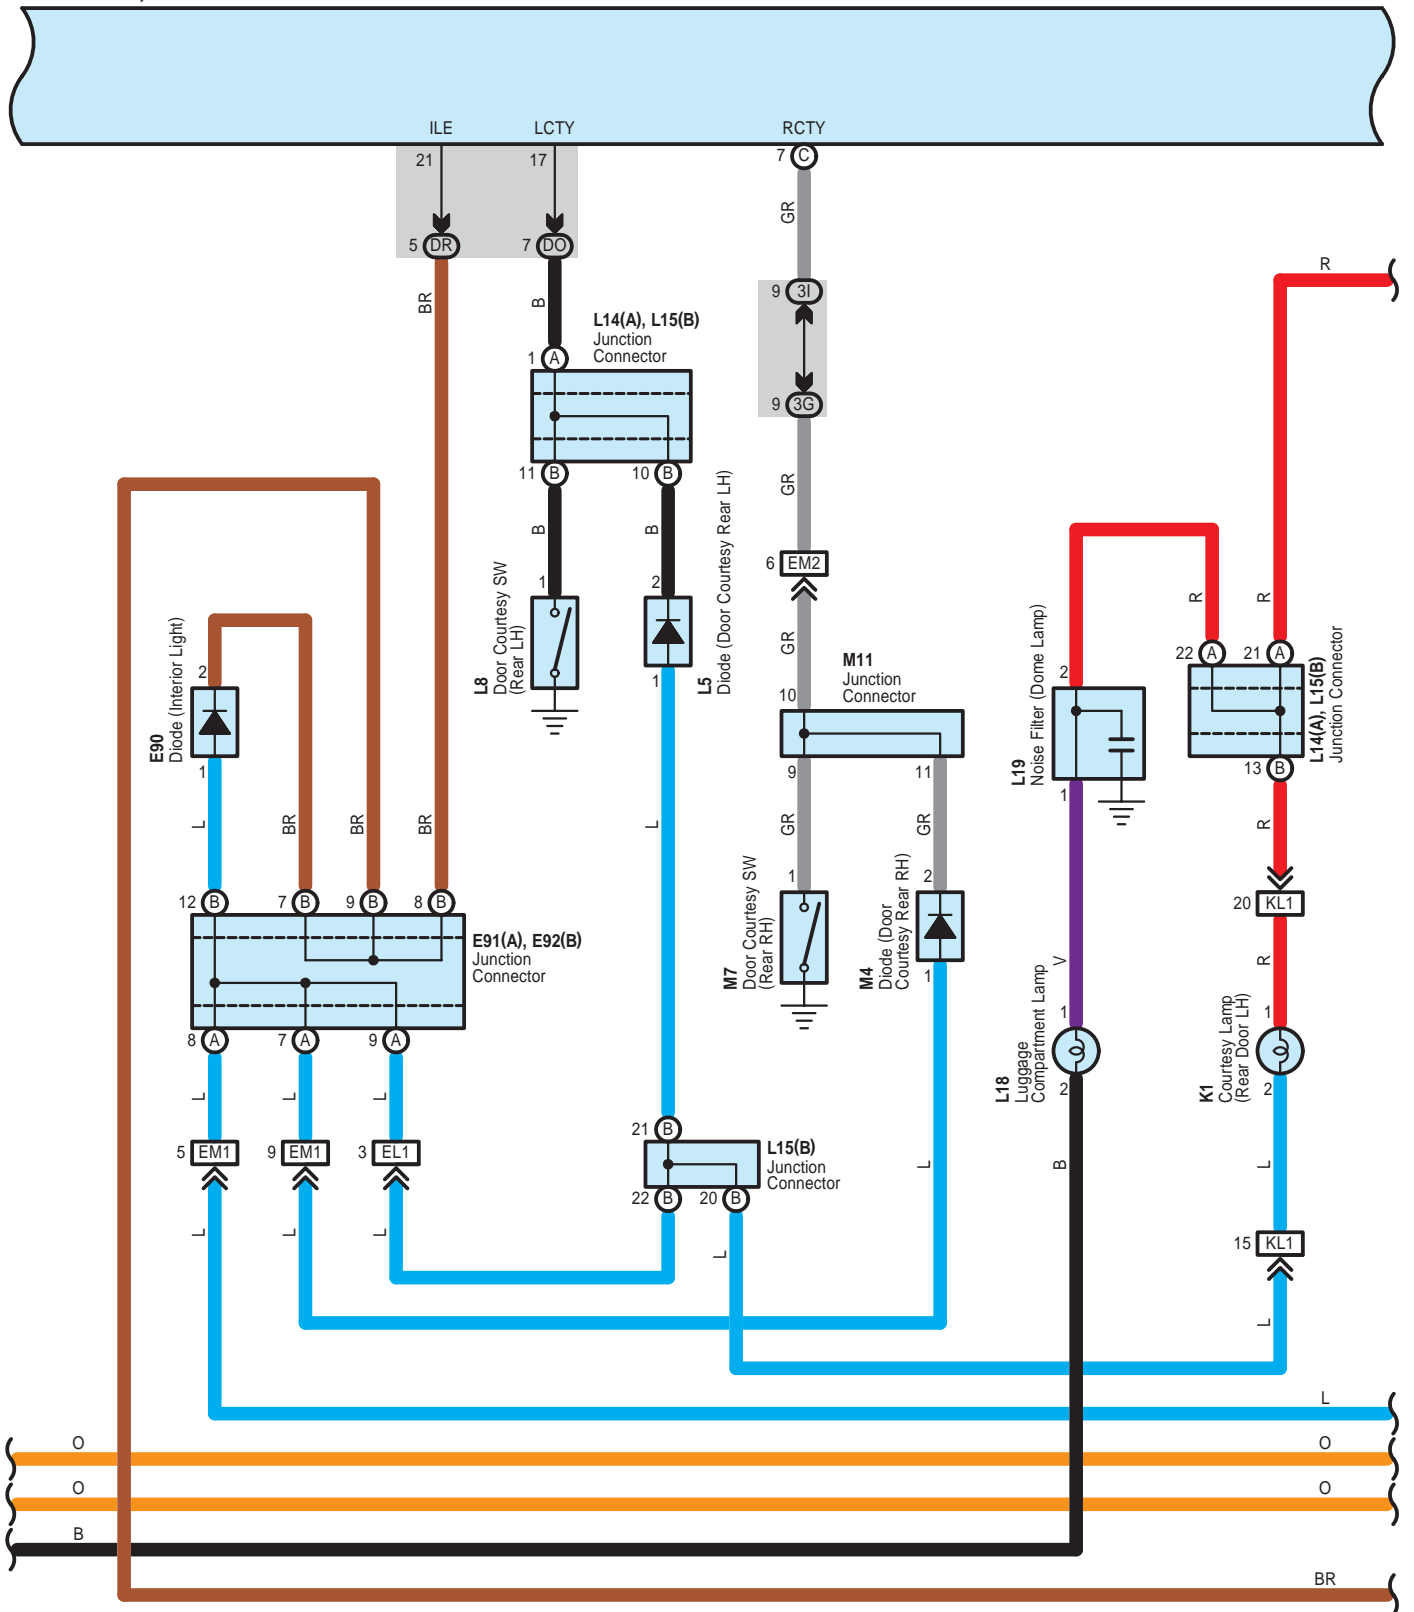 ILE
LCTY
RCTY
21
17
7 C
5 DR
7 DO
GR
R
BR
B
9 3I
L14(A), L15(B)
Junction
Connector
1 A
9 3G
11 B
10 B
GR
B
B
L8
Door Courtesy SW
(Rear LH)
1
2
L5
Diode (Door Courtesy Rear LH)
1
6 EM2
GR
M11
Junction
Connector
10
9
11
R
R
22 A
21 A
L14(A), L15(B)
Junction Connector
13 B
L19
Noise Filter (Dome Lamp)
2
1
E90
Diode (Interior Light)
2
1
L
BR
BR
BR
L
GR
GR
R
12 B
7 B
9 B
8 B
E91(A), E92(B)
Junction
Connector
8 A
7 A
9 A
M7
Door Courtesy SW
(Rear RH)
1
M4
Diode (Door
Courtesy Rear RH)
2
1
20 KL1
V
R
L18
Luggage
Compartment Lamp
1
2
K1
Courtesy Lamp
(Rear Door LH)
1
2
L
L
L
5 EM1
9 EM1
3 EL1
21 B
L15(B)
Junction
Connector
22 B
20 B
L
B
L
L
L
L
L
15 KL1
L
L
O
O
O
O
B
BR